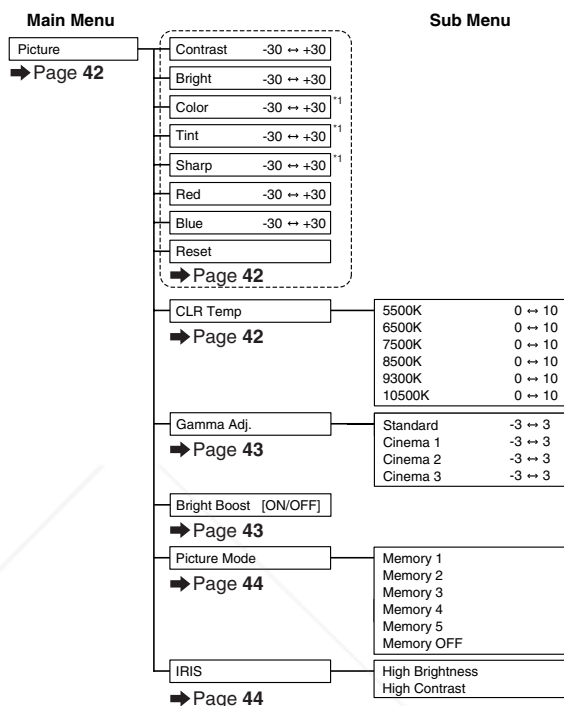 Main Menu Sub Menu
Picture
➡ Page 42
Contrast -30 ↔ +30
Bright -30 ↔ +30
Color -30 ↔ +30 *1
Tint -30 ↔ +30 *1
Sharp -30 ↔ +30 *1
Red -30 ↔ +30
Blue -30 ↔ +30
Reset
➡ Page 42
CLR Temp
➡ Page 42
5500K 0 ↔ 10
6500K 0 ↔ 10
7500K 0 ↔ 10
8500K 0 ↔ 10
9300K 0 ↔ 10
10500K 0 ↔ 10
Gamma Adj.
➡ Page 43
Standard -3 ↔ 3
Cinema 1 -3 ↔ 3
Cinema 2 -3 ↔ 3
Cinema 3 -3 ↔ 3
Bright Boost [ON/OFF]
➡ Page 43
Picture Mode
➡ Page 44
Memory 1
Memory 2
Memory 3
Memory 4
Memory 5
Memory OFF
IRIS
➡ Page 44
High Brightness
High Contrast